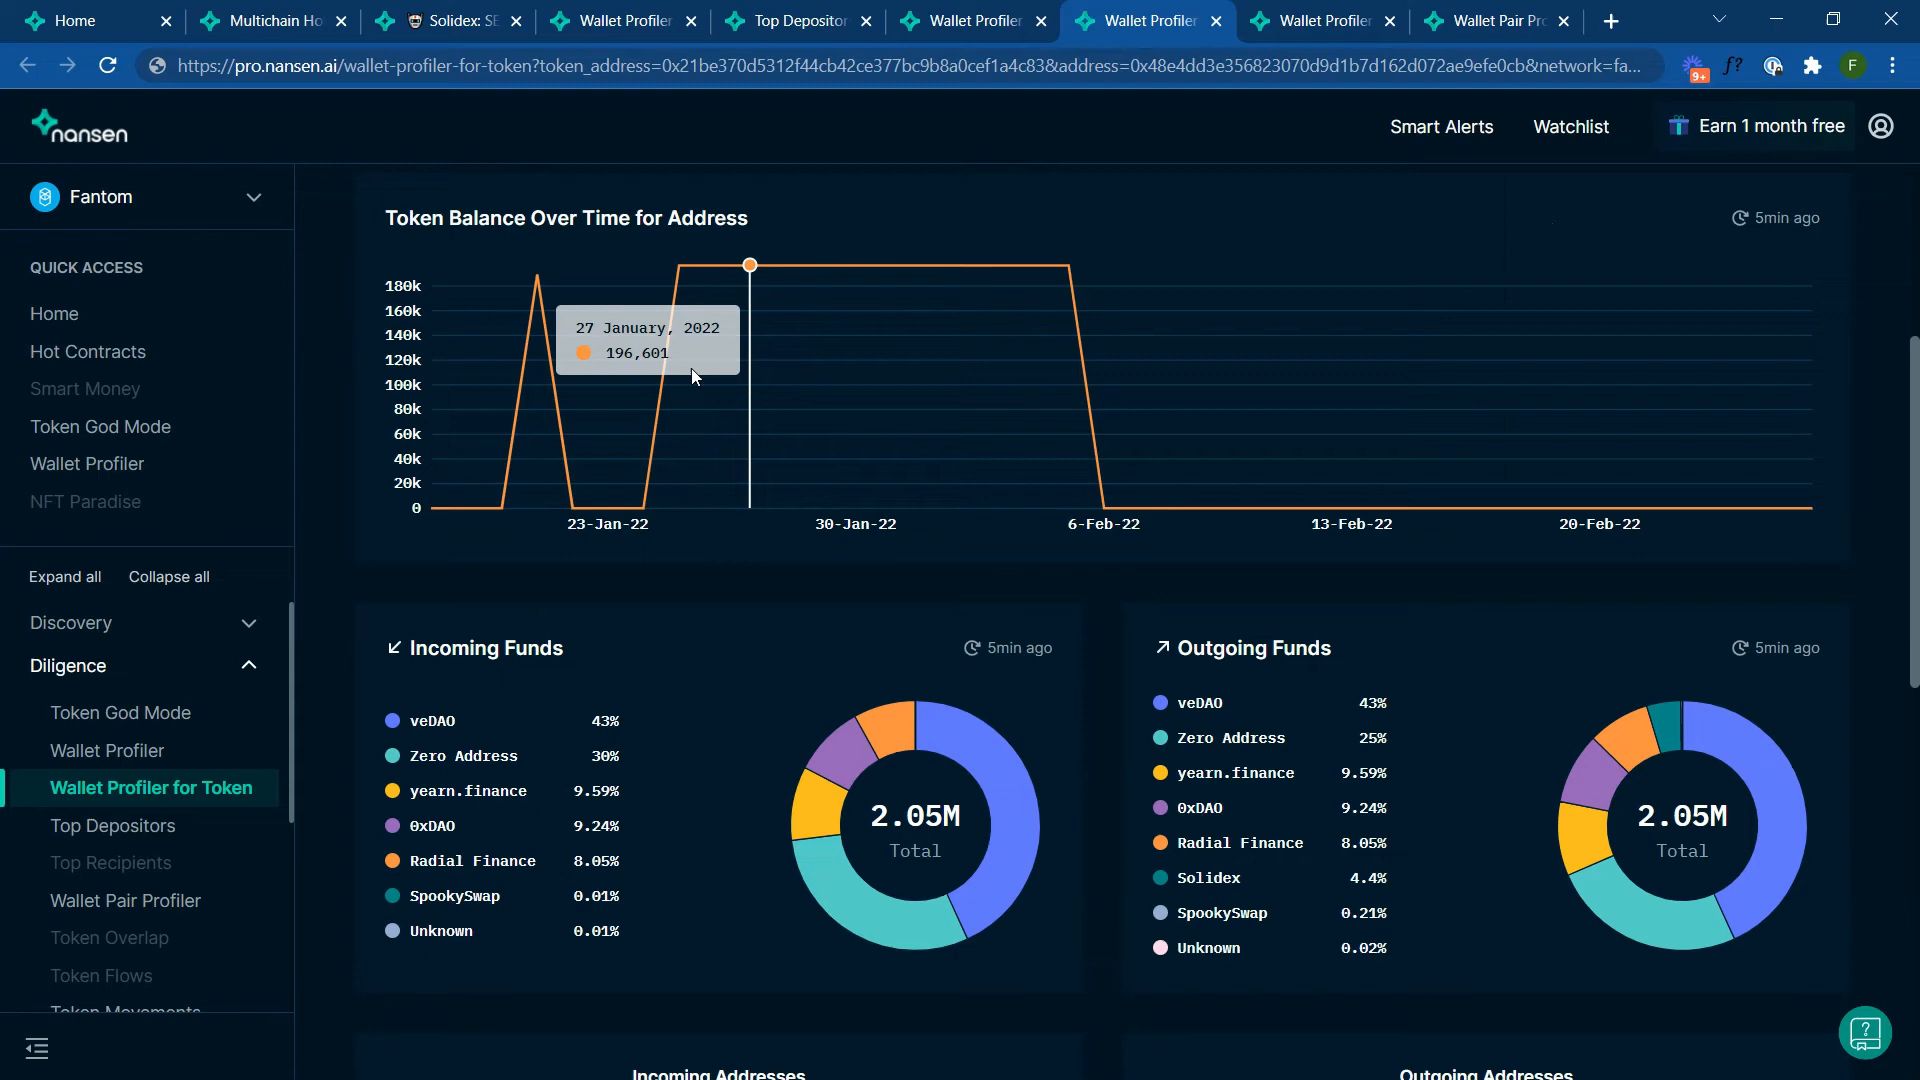 Home
Multichain Ho
Solidex: SE
Wallet Profiler
Top Depositor
Wallet Profiler
Wallet Profiler
Wallet Profiler
Wallet Pair Pro
https://pro.nansen.ai/wallet-profiler-for-token?token_address=0x21be370d5312f44cb42ce377bc9b8a0cef1a4c83&address=0x48e4dd3e356823070d9d1b7d162d072ae9efe0cb&network=fa...
9+
f?
F
nansen
Smart Alerts
Watchlist
Earn 1 month free
Fantom
QUICK ACCESS
Home
Hot Contracts
Smart Money
Token God Mode
Wallet Profiler
NFT Paradise
Expand all
Collapse all
Discovery
Diligence
Token God Mode
Wallet Profiler
Wallet Profiler for Token
Top Depositors
Top Recipients
Wallet Pair Profiler
Token Overlap
Token Flows
Token Movements
Token Balance Over Time for Address
5min ago
180k
160k
140k
120k
100k
80k
60k
40k
20k
0
27 January, 2022
196,601
23-Jan-22
30-Jan-22
6-Feb-22
13-Feb-22
20-Feb-22
Incoming Funds
5min ago
veDAO 43%
Zero Address 30%
yearn.finance 9.59%
0xDAO 9.24%
Radial Finance 8.05%
SpookySwap 0.01%
Unknown 0.01%
2.05M
Total
Outgoing Funds
5min ago
veDAO 43%
Zero Address 25%
yearn.finance 9.59%
0xDAO 9.24%
Radial Finance 8.05%
Solidex 4.4%
SpookySwap 0.21%
Unknown 0.02%
2.05M
Total
Incoming Addresses
Outgoing Addresses
?